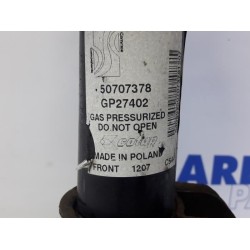 50707378
GP27402
GAS PRESSURIZED
DO NOT OPEN
MADE IN POLAND
FRONT 1207